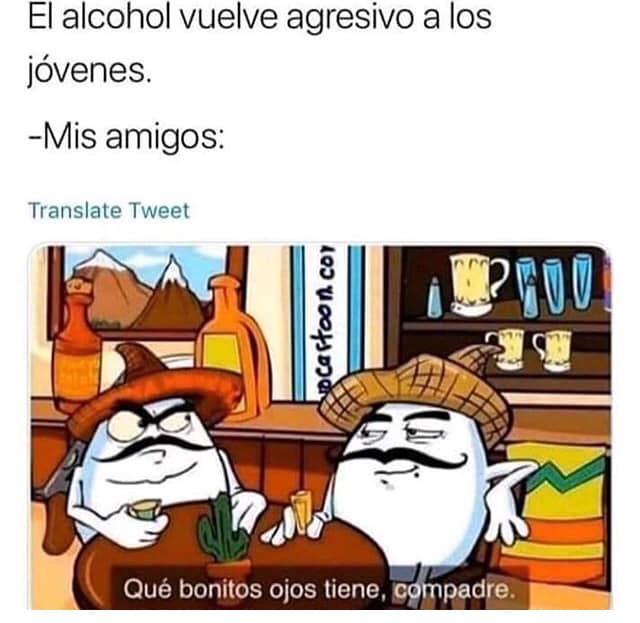 El alcohol vuelve agresivo a los
jóvenes.
-Mis amigos:
Translate Tweet
Qué bonitos ojos tiene, compadre.